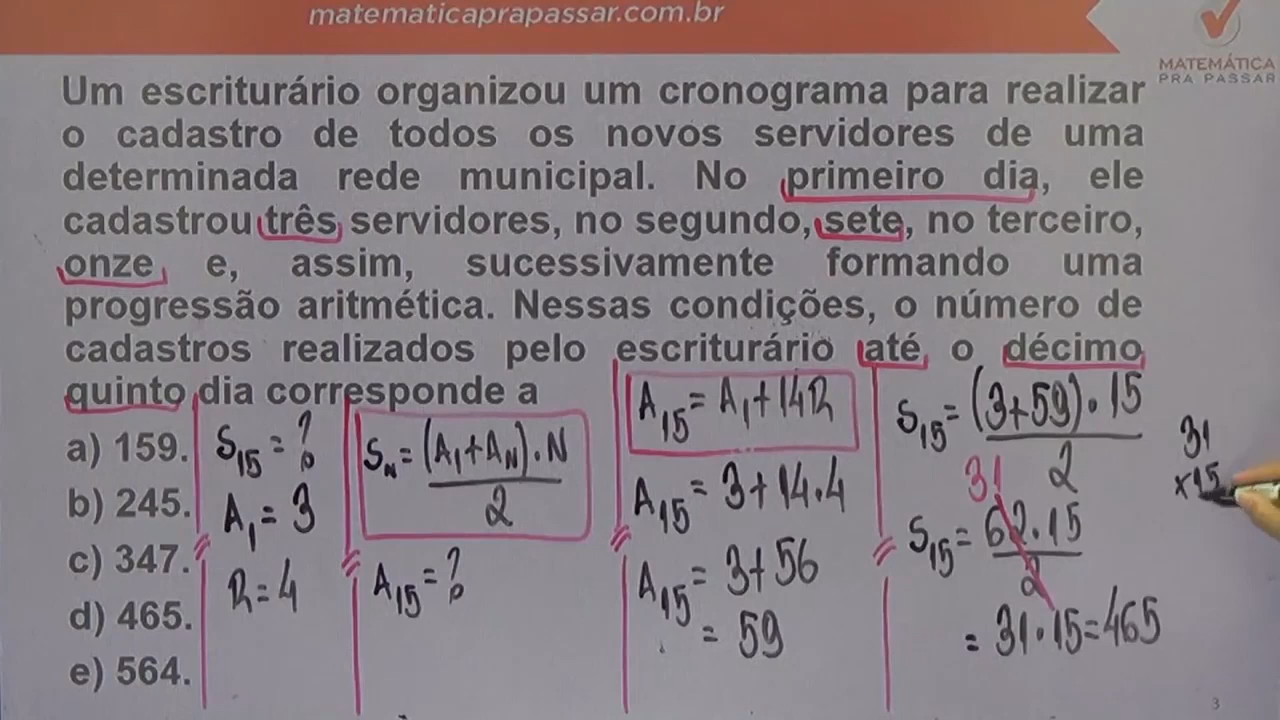 matematicaprapassar.com.br
MATEMÁTICA
PRA PASSAR
Um escriturário organizou um cronograma para realizar
o cadastro de todos os novos servidores de uma
determinada rede municipal. No primeiro dia, ele
cadastrou três servidores, no segundo, sete, no terceiro,
onze e, assim, sucessivamente formando uma
progressão aritmética. Nessas condições, o número de
cadastros realizados pelo escriturário até o décimo
quinto dia corresponde a
a) 159.
b) 245.
c) 347.
d) 465.
e) 564.
S₁₅ = ?
A₁ = 3
R = 4
Sₙ = (A₁+Aₙ).N
2
A₁₅ = ?
A₁₅ = A₁ + 14R
A₁₅ = 3 + 14.4
A₁₅ = 3 + 56
= 59
S₁₅ = (3+59).15
2
31
S₁₅ = 62.15
2
= 31.15 = 465
31
x15
3